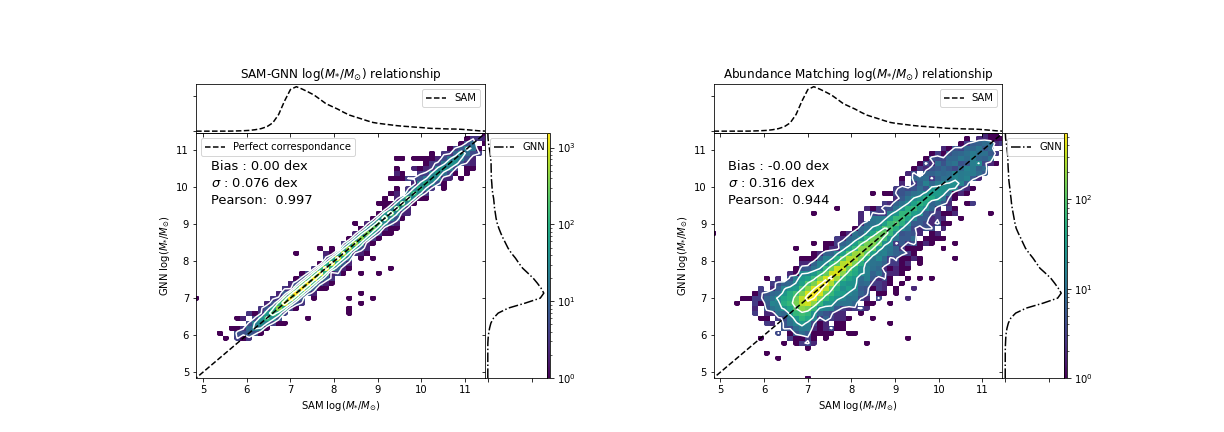 SAM-GNN log(M*/M⊙) relationship
SAM
Perfect correspondance
GNN
Bias : 0.00 dex
σ : 0.076 dex
Pearson: 0.997
11
10
9
8
7
6
5
GNN log(M*/M⊙)
5 6 7 8 9 10 11
SAM log(M*/M⊙)
10³
10²
10¹
10⁰
Abundance Matching log(M*/M⊙) relationship
SAM
GNN
Bias : -0.00 dex
σ : 0.316 dex
Pearson: 0.944
11
10
9
8
7
6
5
GNN log(M*/M⊙)
5 6 7 8 9 10 11
SAM log(M*/M⊙)
10²
10¹
10⁰